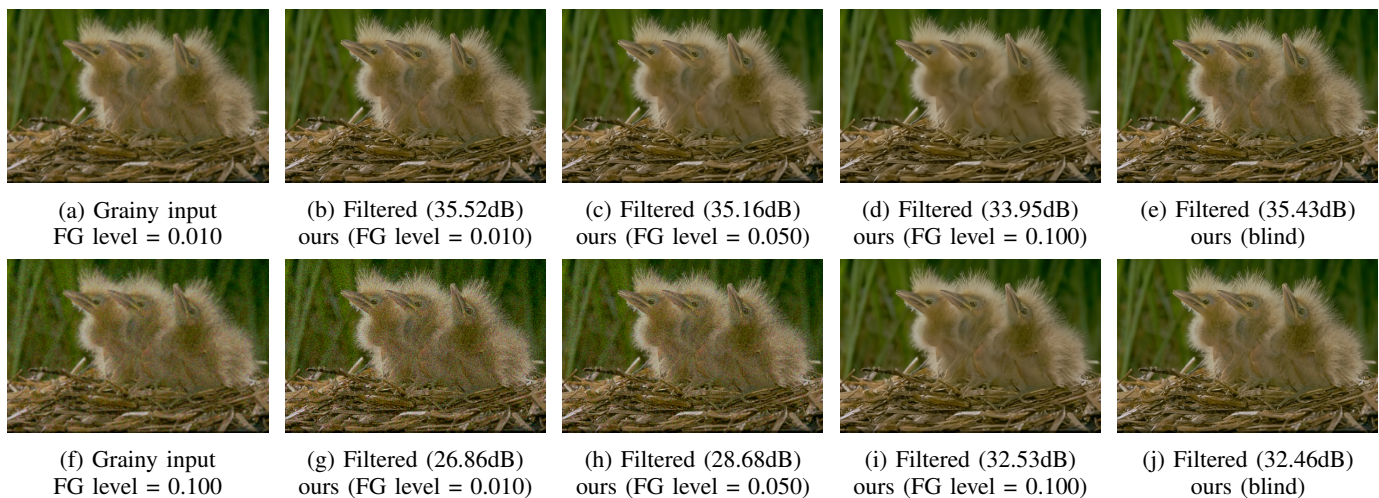 (a) Grainy input
FG level = 0.010
(b) Filtered (35.52dB)
ours (FG level = 0.010)
(c) Filtered (35.16dB)
ours (FG level = 0.050)
(d) Filtered (33.95dB)
ours (FG level = 0.100)
(e) Filtered (35.43dB)
ours (blind)
(f) Grainy input
FG level = 0.100
(g) Filtered (26.86dB)
ours (FG level = 0.010)
(h) Filtered (28.68dB)
ours (FG level = 0.050)
(i) Filtered (32.53dB)
ours (FG level = 0.100)
(j) Filtered (32.46dB)
ours (blind)